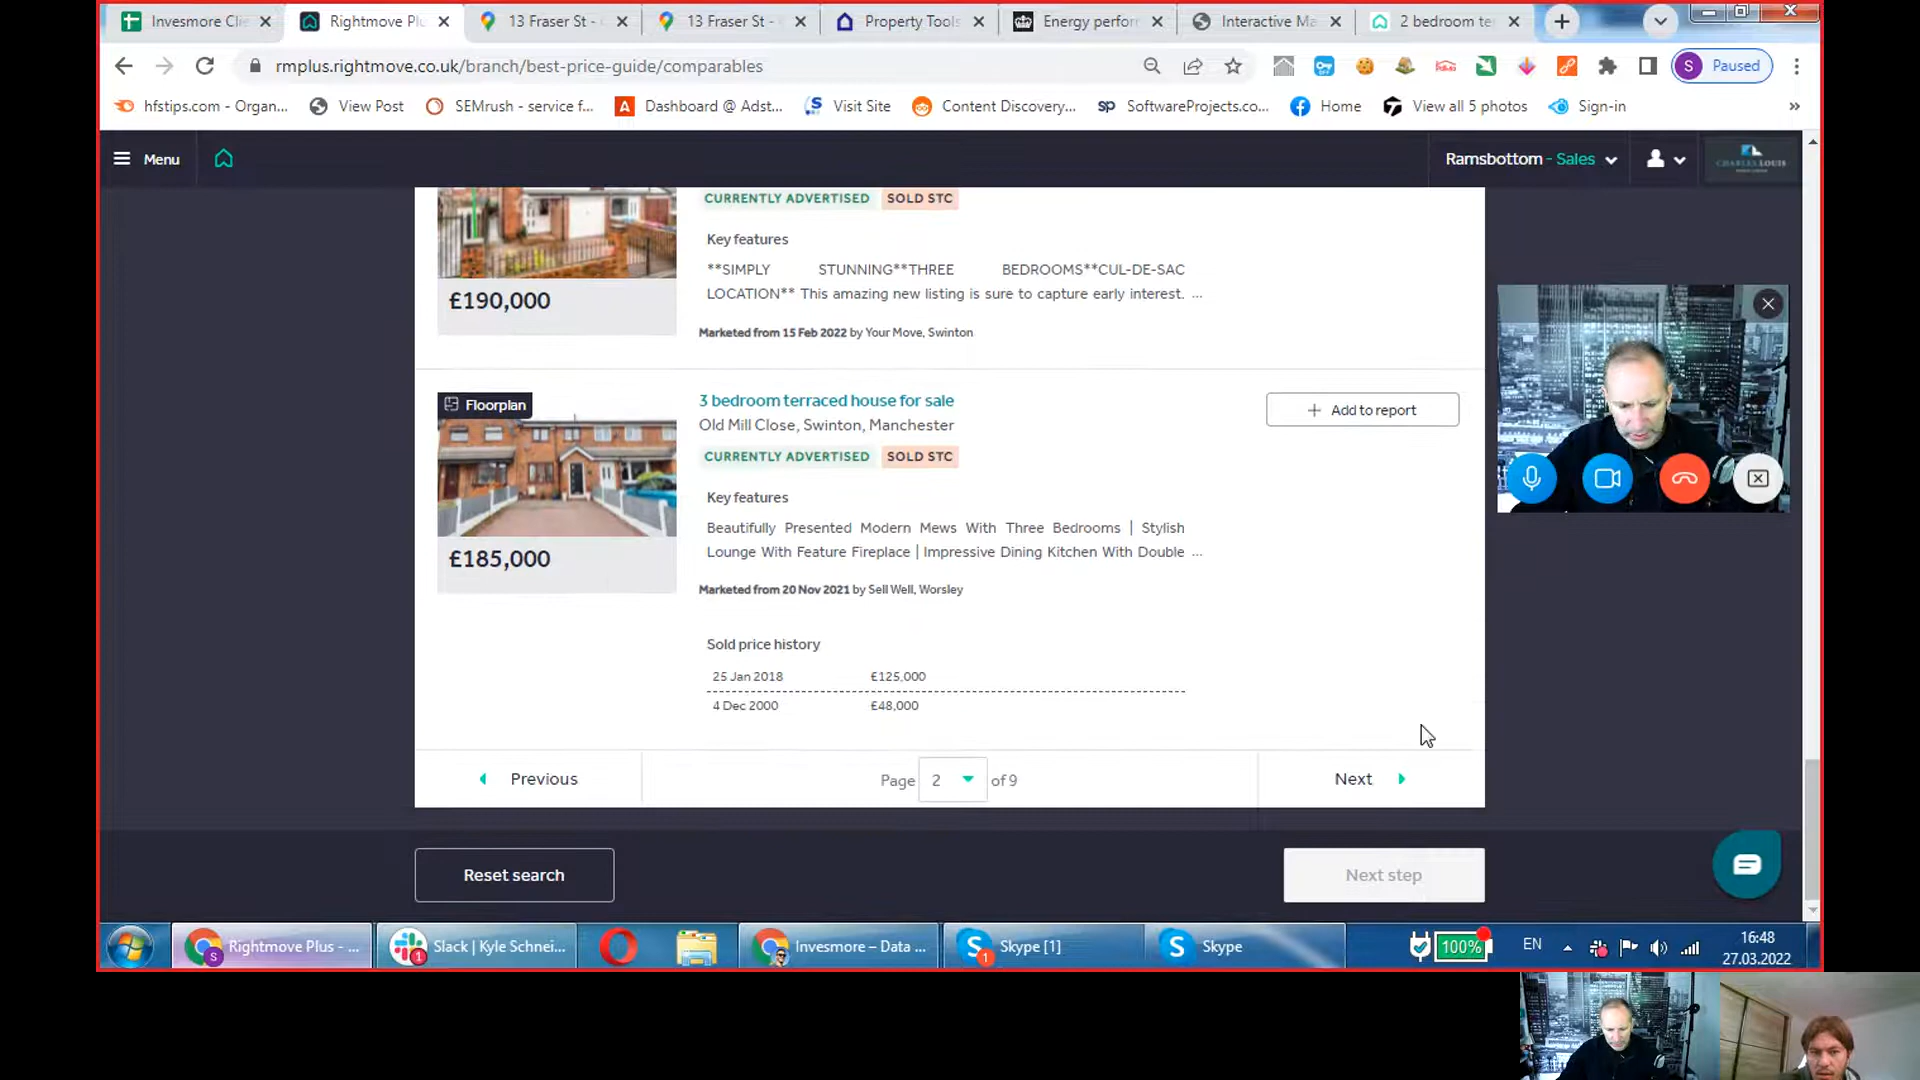 Invesmore Clie
Rightmove Plu
13 Fraser St -
13 Fraser St -
Property Tools
Energy perfor
Interactive Ma
2 bedroom te
rmplus.rightmove.co.uk/branch/best-price-guide/comparables
S Paused
hfstips.com - Organ...
View Post
SEMrush - service f...
A Dashboard @ Adst...
Visit Site
Content Discovery...
sp SoftwareProjects.co...
Home
View all 5 photos
Sign-in
»
Menu
Ramsbottom - Sales
CHARLES LOUIS
CURRENTLY ADVERTISED SOLD STC
Key features
**SIMPLY STUNNING**THREE BEDROOMS**CUL-DE-SAC
LOCATION** This amazing new listing is sure to capture early interest. ...
£190,000
Marketed from 15 Feb 2022 by Your Move, Swinton
Floorplan
3 bedroom terraced house for sale
+ Add to report
Old Mill Close, Swinton, Manchester
CURRENTLY ADVERTISED SOLD STC
Key features
Beautifully Presented Modern Mews With Three Bedrooms | Stylish
Lounge With Feature Fireplace | Impressive Dining Kitchen With Double ...
£185,000
Marketed from 20 Nov 2021 by Sell Well, Worsley
Sold price history
25 Jan 2018 £125,000
4 Dec 2000 £48,000
Previous
Page 2 of 9
Next
Reset search
Next step
Rightmove Plus - ...
Slack | Kyle Schnei...
Invesmore – Data ...
Skype [1]
Skype
100%
EN
16:48
27.03.2022